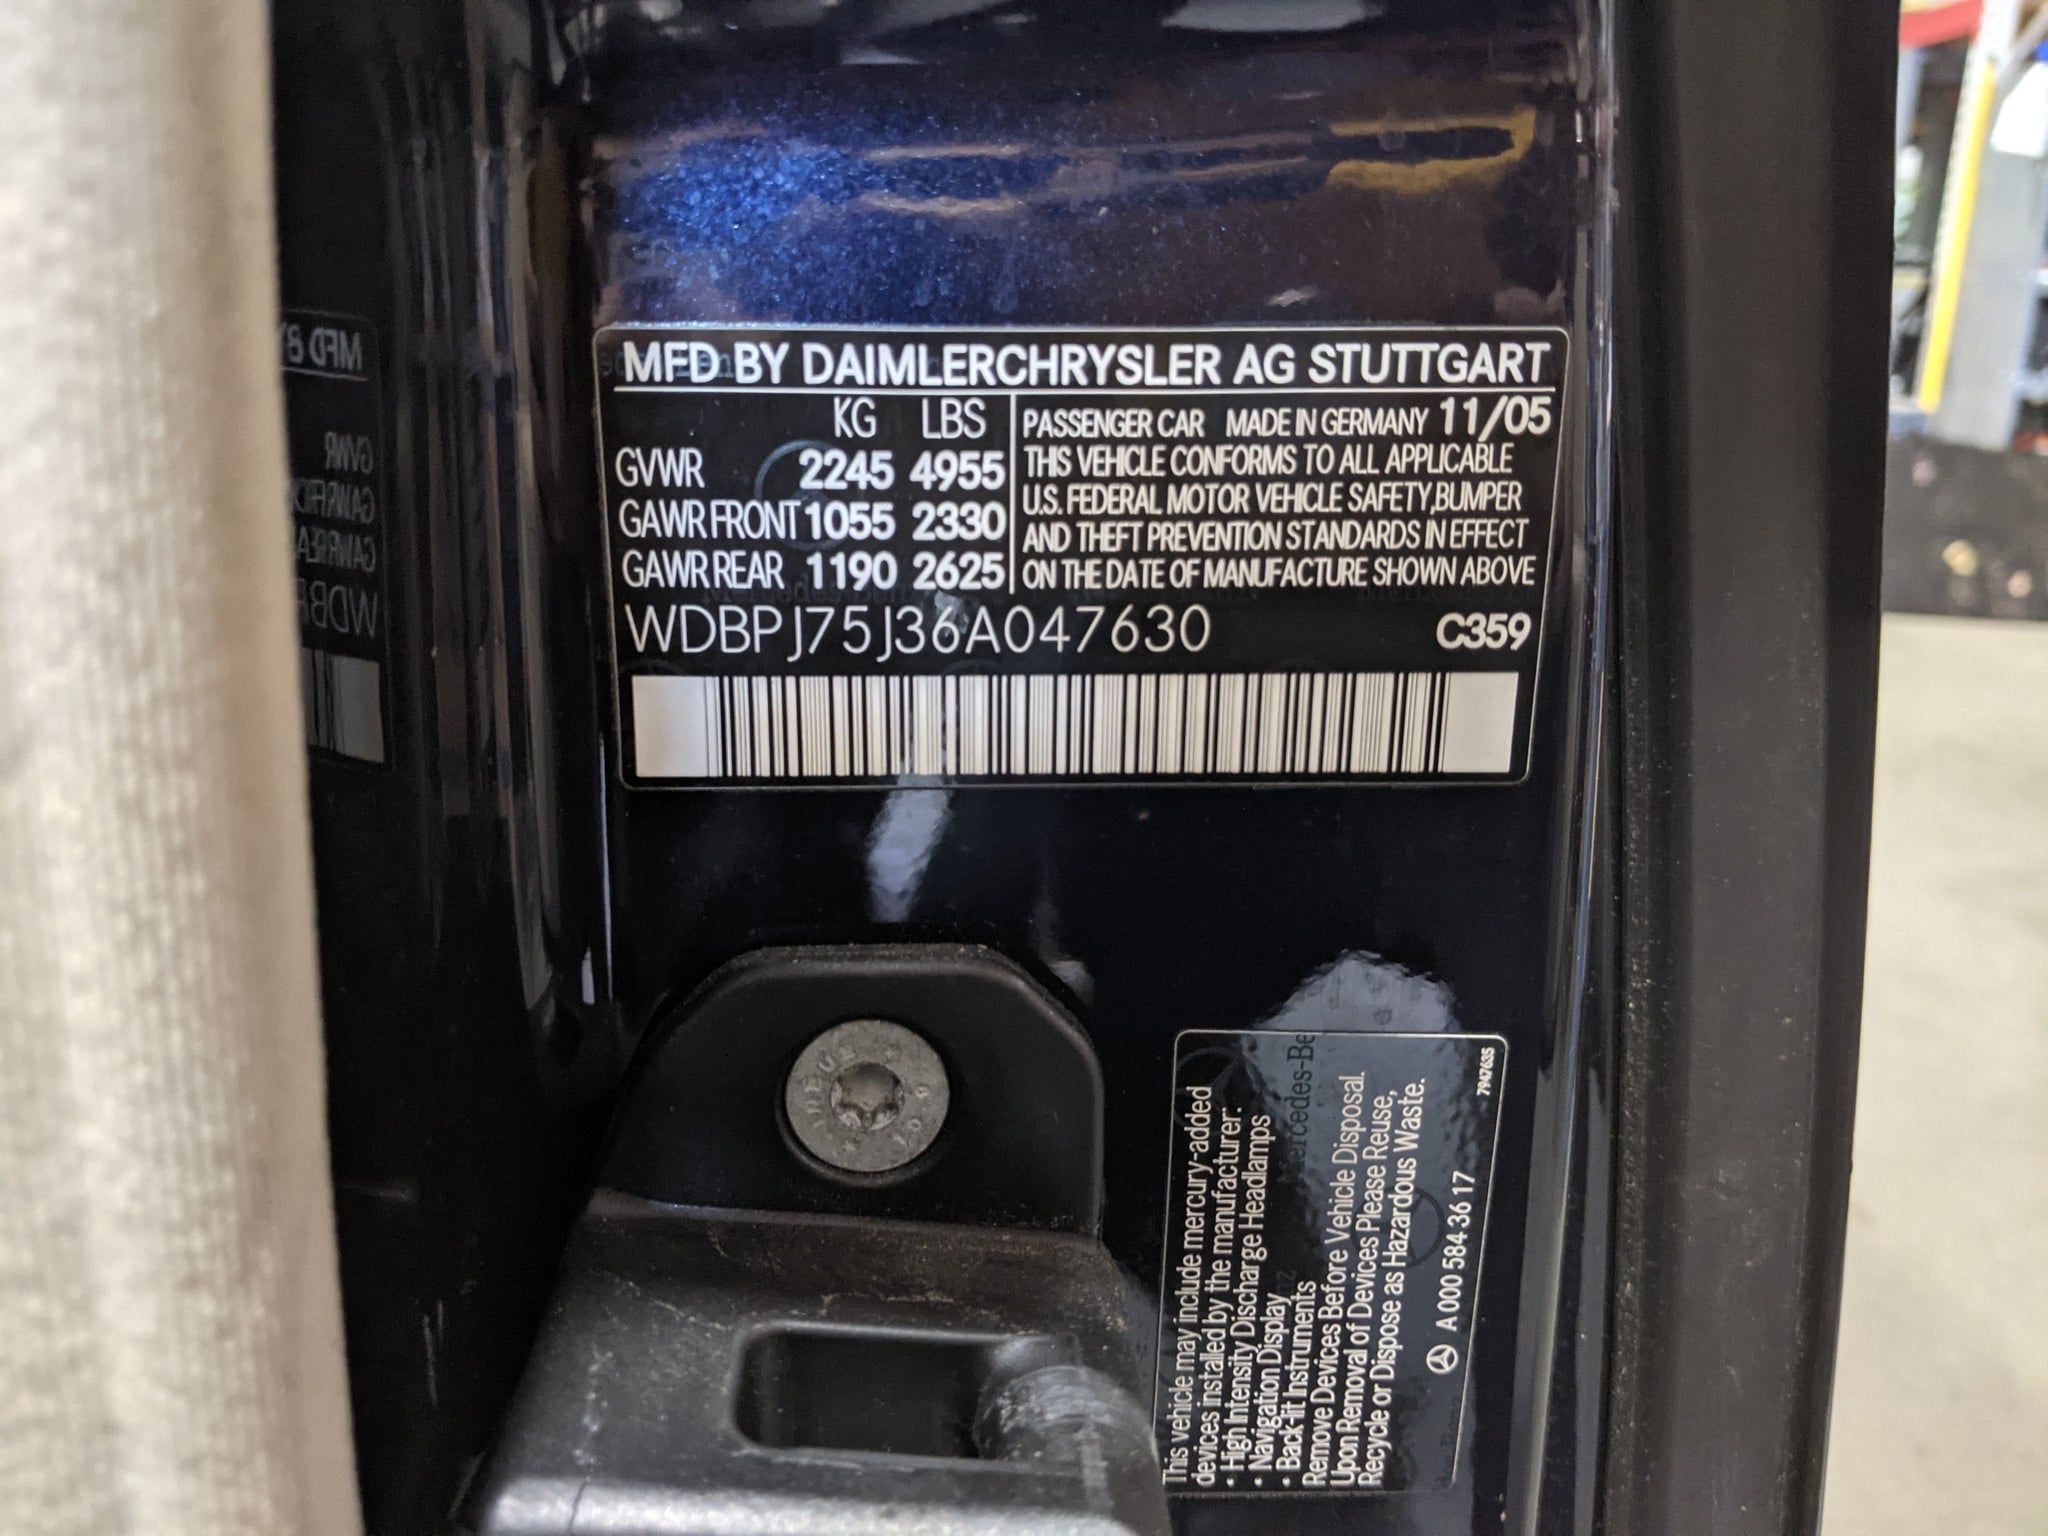 MFD BY DAIMLERCHRYSLER AG STUTTGART
KG LBS
GVWR 2245 4955
GAWR FRONT 1055 2330
GAWR REAR 1190 2625
PASSENGER CAR MADE IN GERMANY 11/05
THIS VEHICLE CONFORMS TO ALL APPLICABLE
U.S. FEDERAL MOTOR VEHICLE SAFETY,BUMPER
AND THEFT PREVENTION STANDARDS IN EFFECT
ON THE DATE OF MANUFACTURE SHOWN ABOVE
WDBPJ75J36A047630 C359
This vehicle may include mercury-added
devices installed by the manufacturer:
· High Intensity Discharge Headlamps
· Navigation Display
· Back-lit Instruments
Remove Devices Before Vehicle Disposal.
Upon Removal of Devices Please Reuse,
Recycle or Dispose as Hazardous Waste.
A 000 584 36 17
7947635